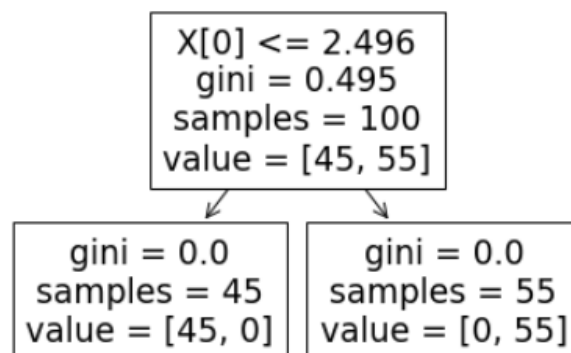 X[0] <= 2.496
gini = 0.495
samples = 100
value = [45, 55]
gini = 0.0
samples = 45
value = [45, 0]
gini = 0.0
samples = 55
value = [0, 55]